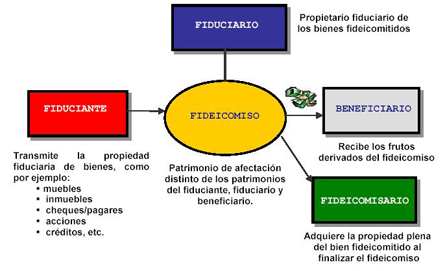 FIDUCIARIO
Propietario fiduciario de
los bienes fideicomitidos
FIDUCIANTE
FIDEICOMISO
BENEFICIARIO
Transmite la propiedad
fiduciaria de bienes, como
por ejemplo:
▪ muebles
▪ inmuebles
▪ cheques/pagares
▪ acciones
▪ créditos, etc.
Patrimonio de afectación
distinto de los patrimonios
del fiduciante, fiduciario y
beneficiario.
Recibe los frutos
derivados del fideicomiso
FIDEICOMISARIO
Adquiere la propiedad plena
del bien fideicomitido al
finalizar el fideicomiso